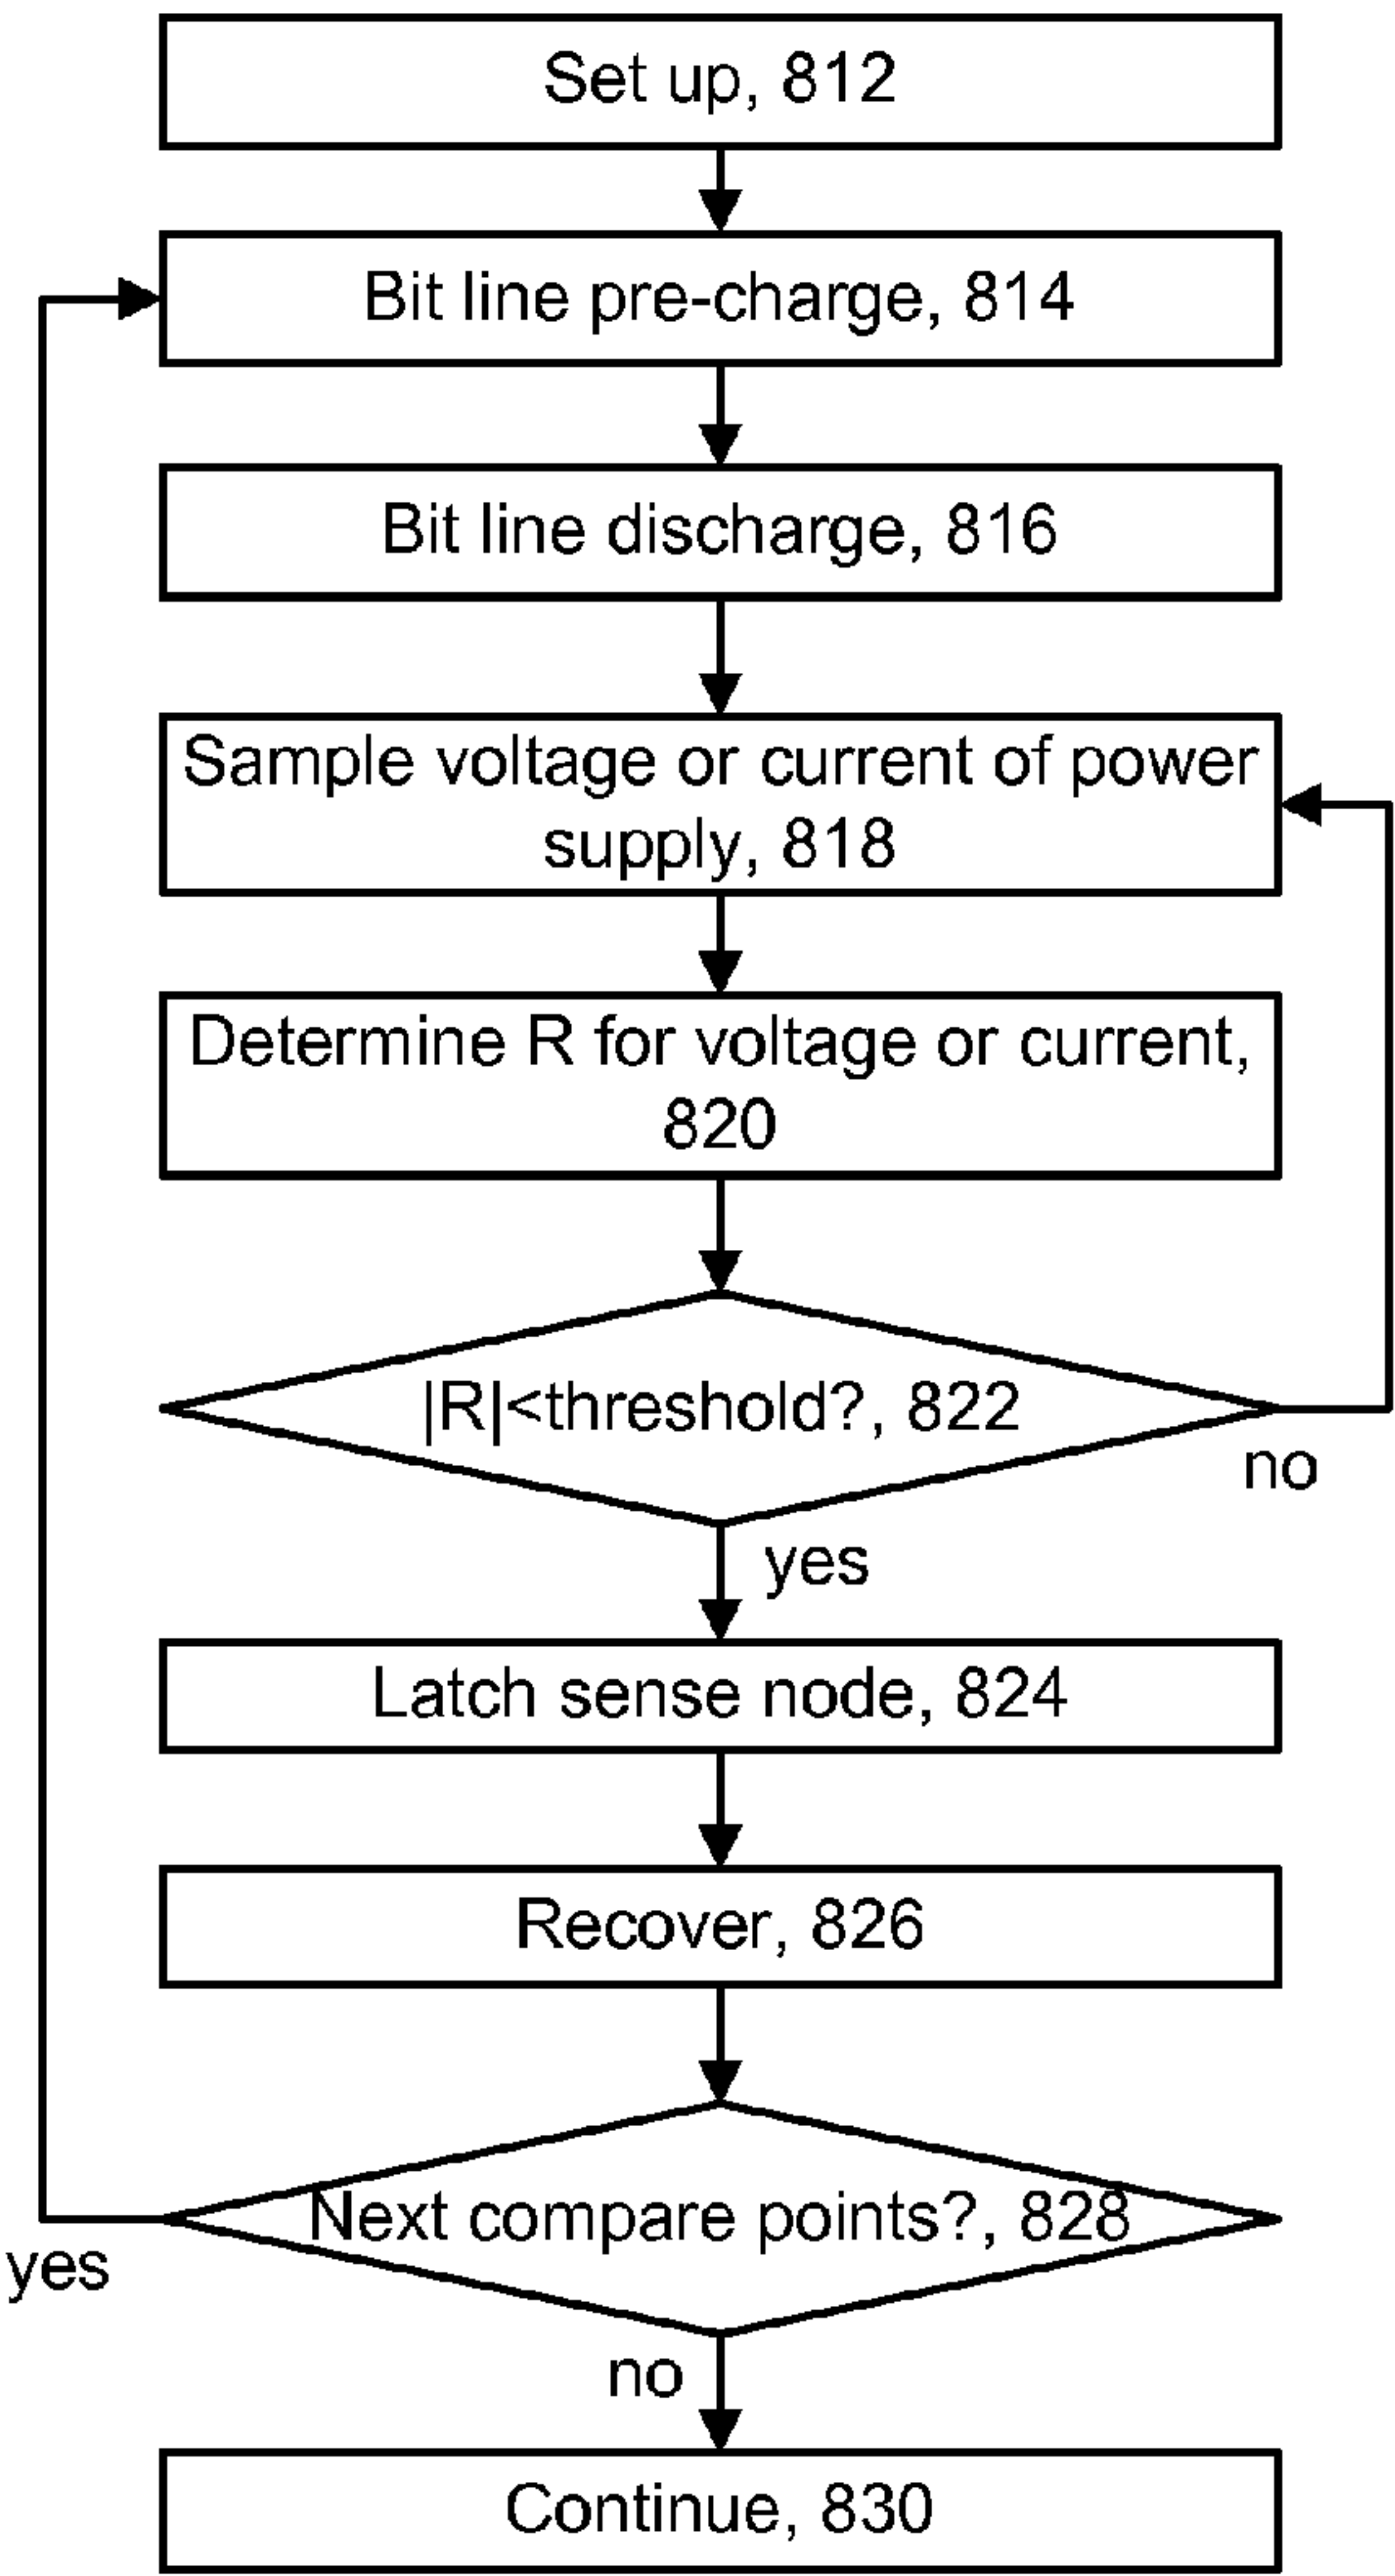 Set up, 812
Bit line pre-charge, 814
Bit line discharge, 816
Sample voltage or current of power
supply, 818
Determine R for voltage or current,
820
|R|<threshold?, 822
no
yes
Latch sense node, 824
Recover, 826
Next compare points?, 828
yes
no
Continue, 830